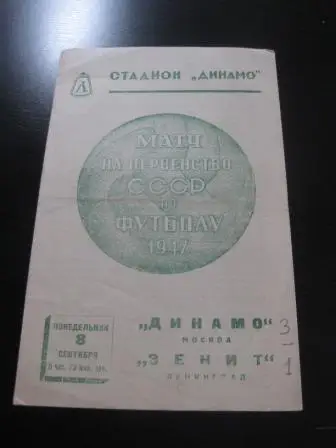 Д
СТАДИОН „ДИНАМО"
МАТЧ
НА ПЕРВЕНСТВО
СССР
ПО
ФУТБОЛУ
1947
ПОНЕДЕЛЬНИК
8
СЕНТЯБРЯ
„ДИНАМО" 3
МОСКВА
—
„ЗЕНИТ" 1
ЛЕНИНГРАД